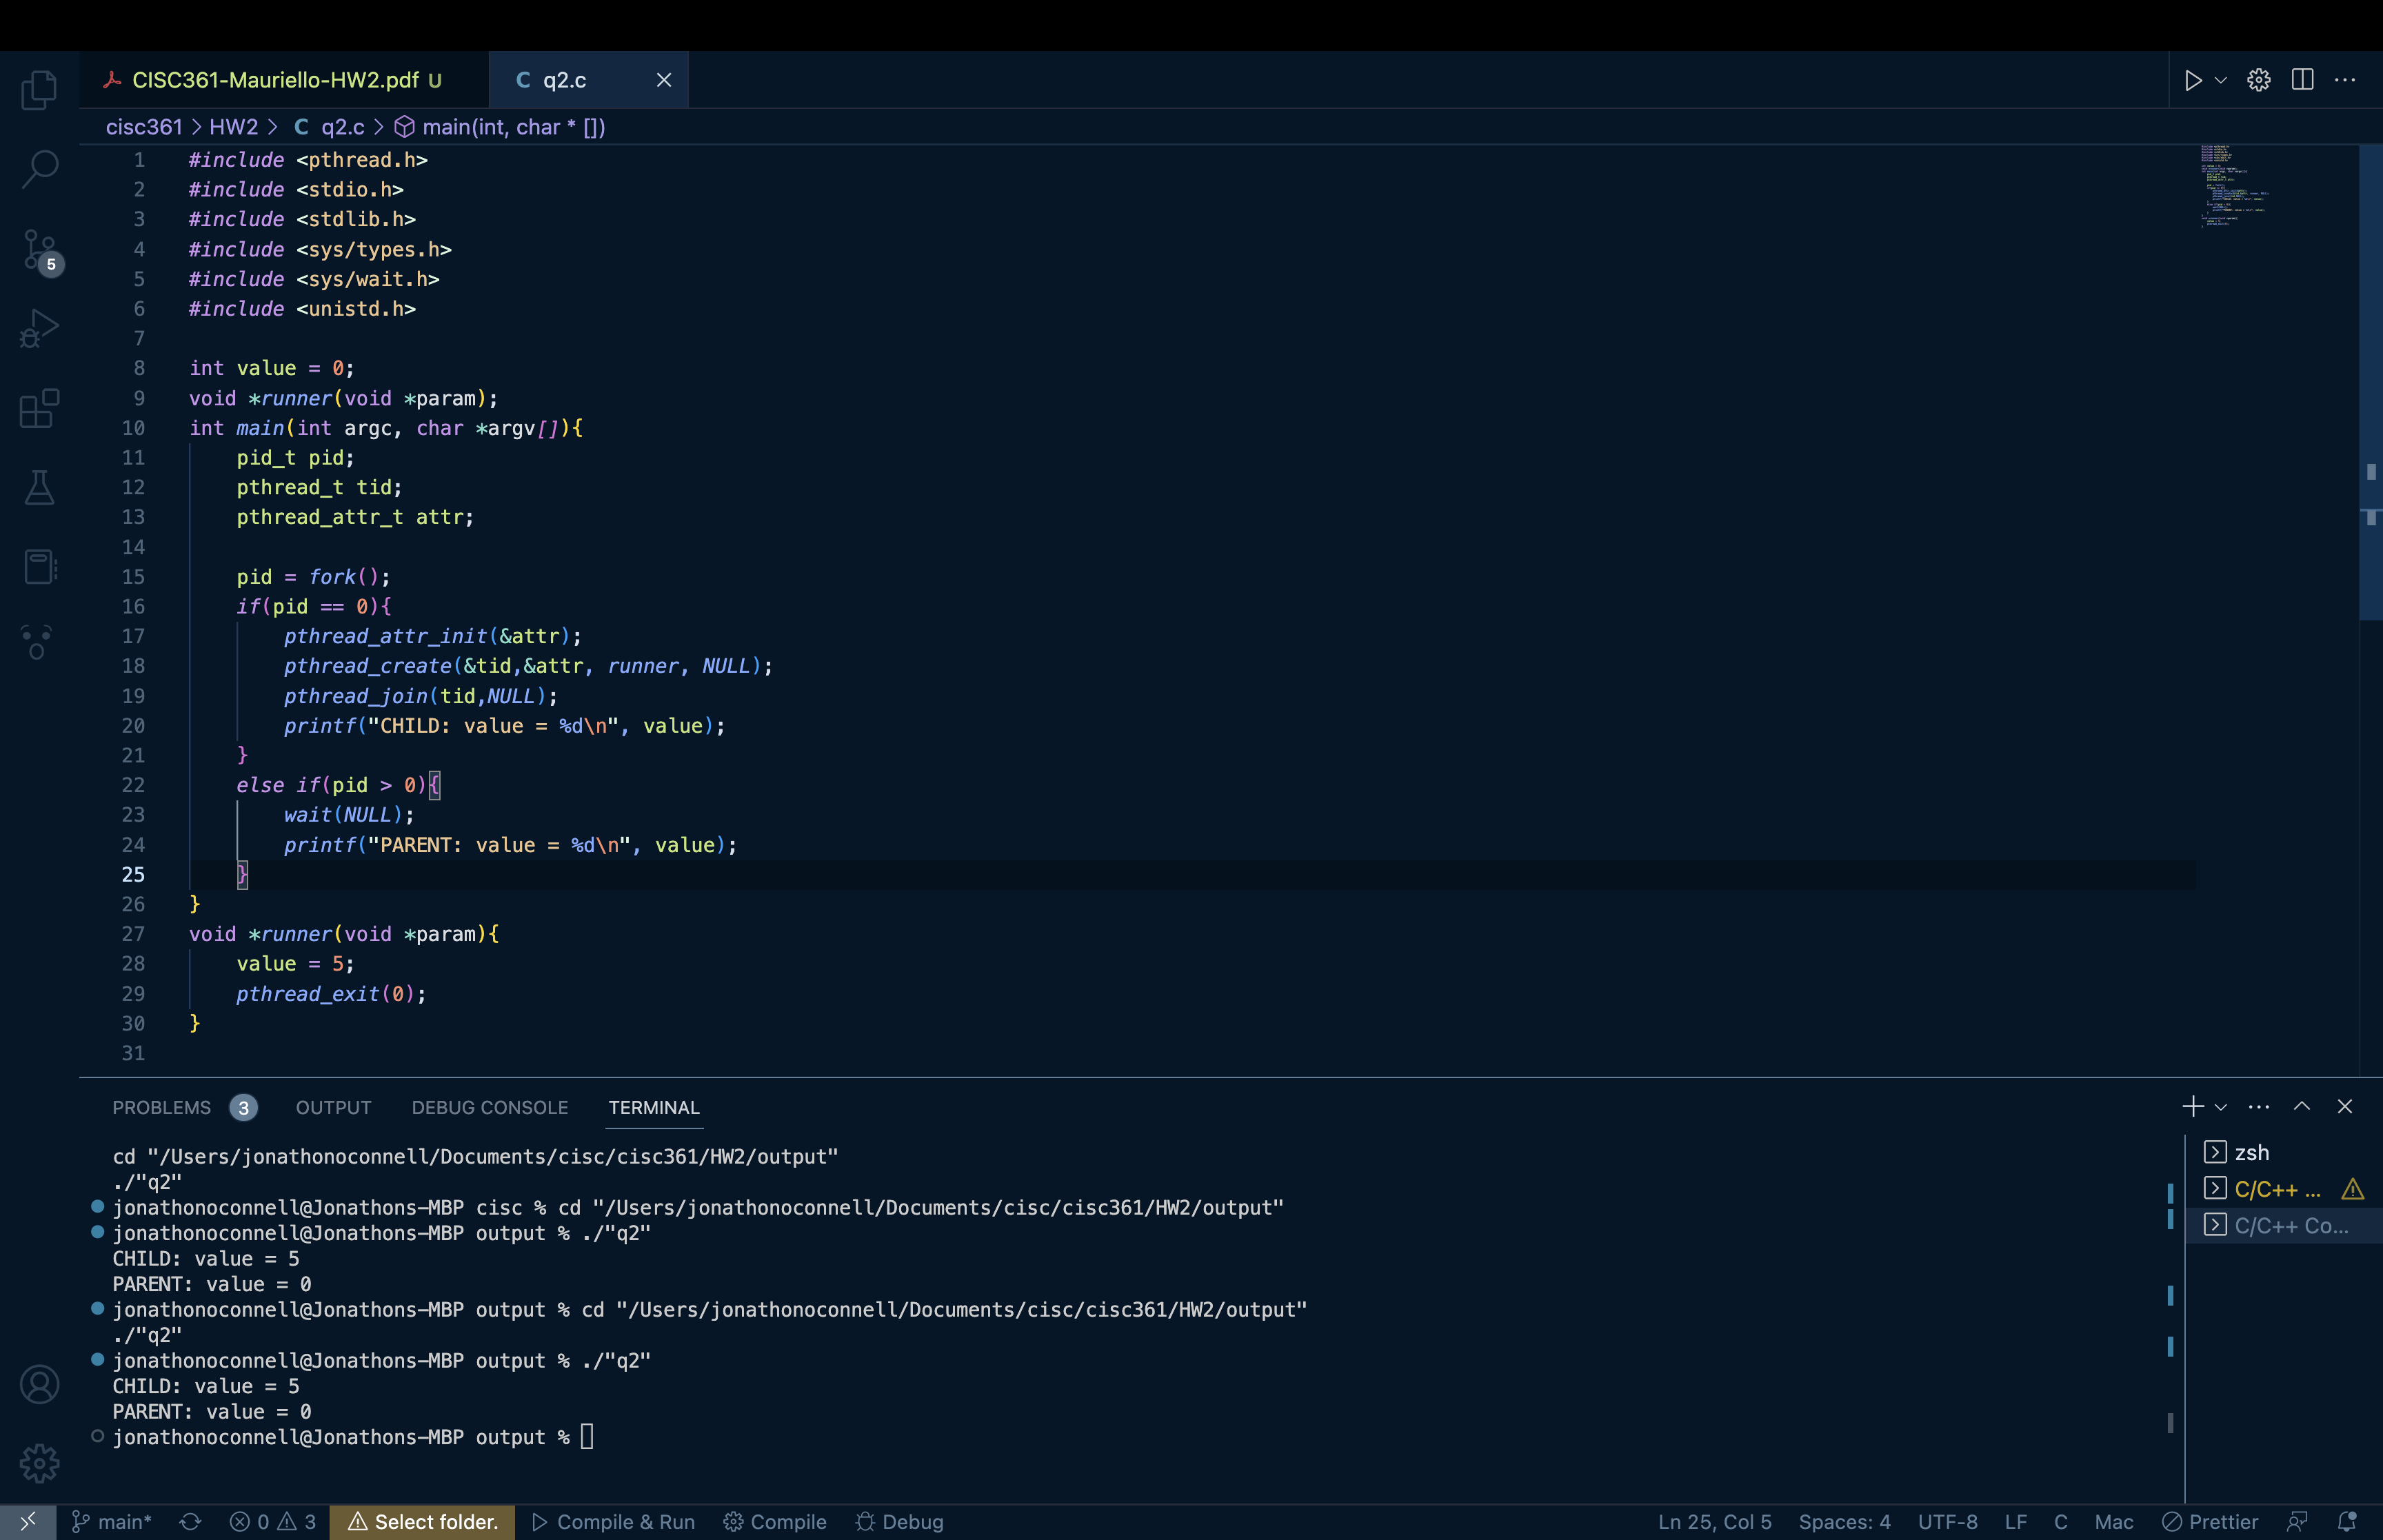 CISC361-Mauriello-HW2.pdf U
C q2.c
cisc361 > HW2 > C q2.c > main(int, char * [])
1 #include <pthread.h>
2 #include <stdio.h>
3 #include <stdlib.h>
4 #include <sys/types.h>
5 #include <sys/wait.h>
6 #include <unistd.h>
7
8 int value = 0;
9 void *runner(void *param);
10 int main(int argc, char *argv[]){
11     pid_t pid;
12     pthread_t tid;
13     pthread_attr_t attr;
14
15     pid = fork();
16     if(pid == 0){
17         pthread_attr_init(&attr);
18         pthread_create(&tid,&attr, runner, NULL);
19         pthread_join(tid,NULL);
20         printf("CHILD: value = %d\n", value);
21     }
22     else if(pid > 0){
23         wait(NULL);
24         printf("PARENT: value = %d\n", value);
25     }
26 }
27 void *runner(void *param){
28     value = 5;
29     pthread_exit(0);
30 }
31
5
PROBLEMS 3 OUTPUT DEBUG CONSOLE TERMINAL
cd "/Users/jonathonoconnell/Documents/cisc/cisc361/HW2/output"
./"q2"
jonathonoconnell@Jonathons-MBP cisc % cd "/Users/jonathonoconnell/Documents/cisc/cisc361/HW2/output"
jonathonoconnell@Jonathons-MBP output % ./"q2"
CHILD: value = 5
PARENT: value = 0
jonathonoconnell@Jonathons-MBP output % cd "/Users/jonathonoconnell/Documents/cisc/cisc361/HW2/output"
./"q2"
jonathonoconnell@Jonathons-MBP output % ./"q2"
CHILD: value = 5
PARENT: value = 0
jonathonoconnell@Jonathons-MBP output %
zsh
C/C++ ...
C/C++ Co...
main* 0 3 Select folder. Compile & Run Compile Debug Ln 25, Col 5 Spaces: 4 UTF-8 LF C Mac Prettier